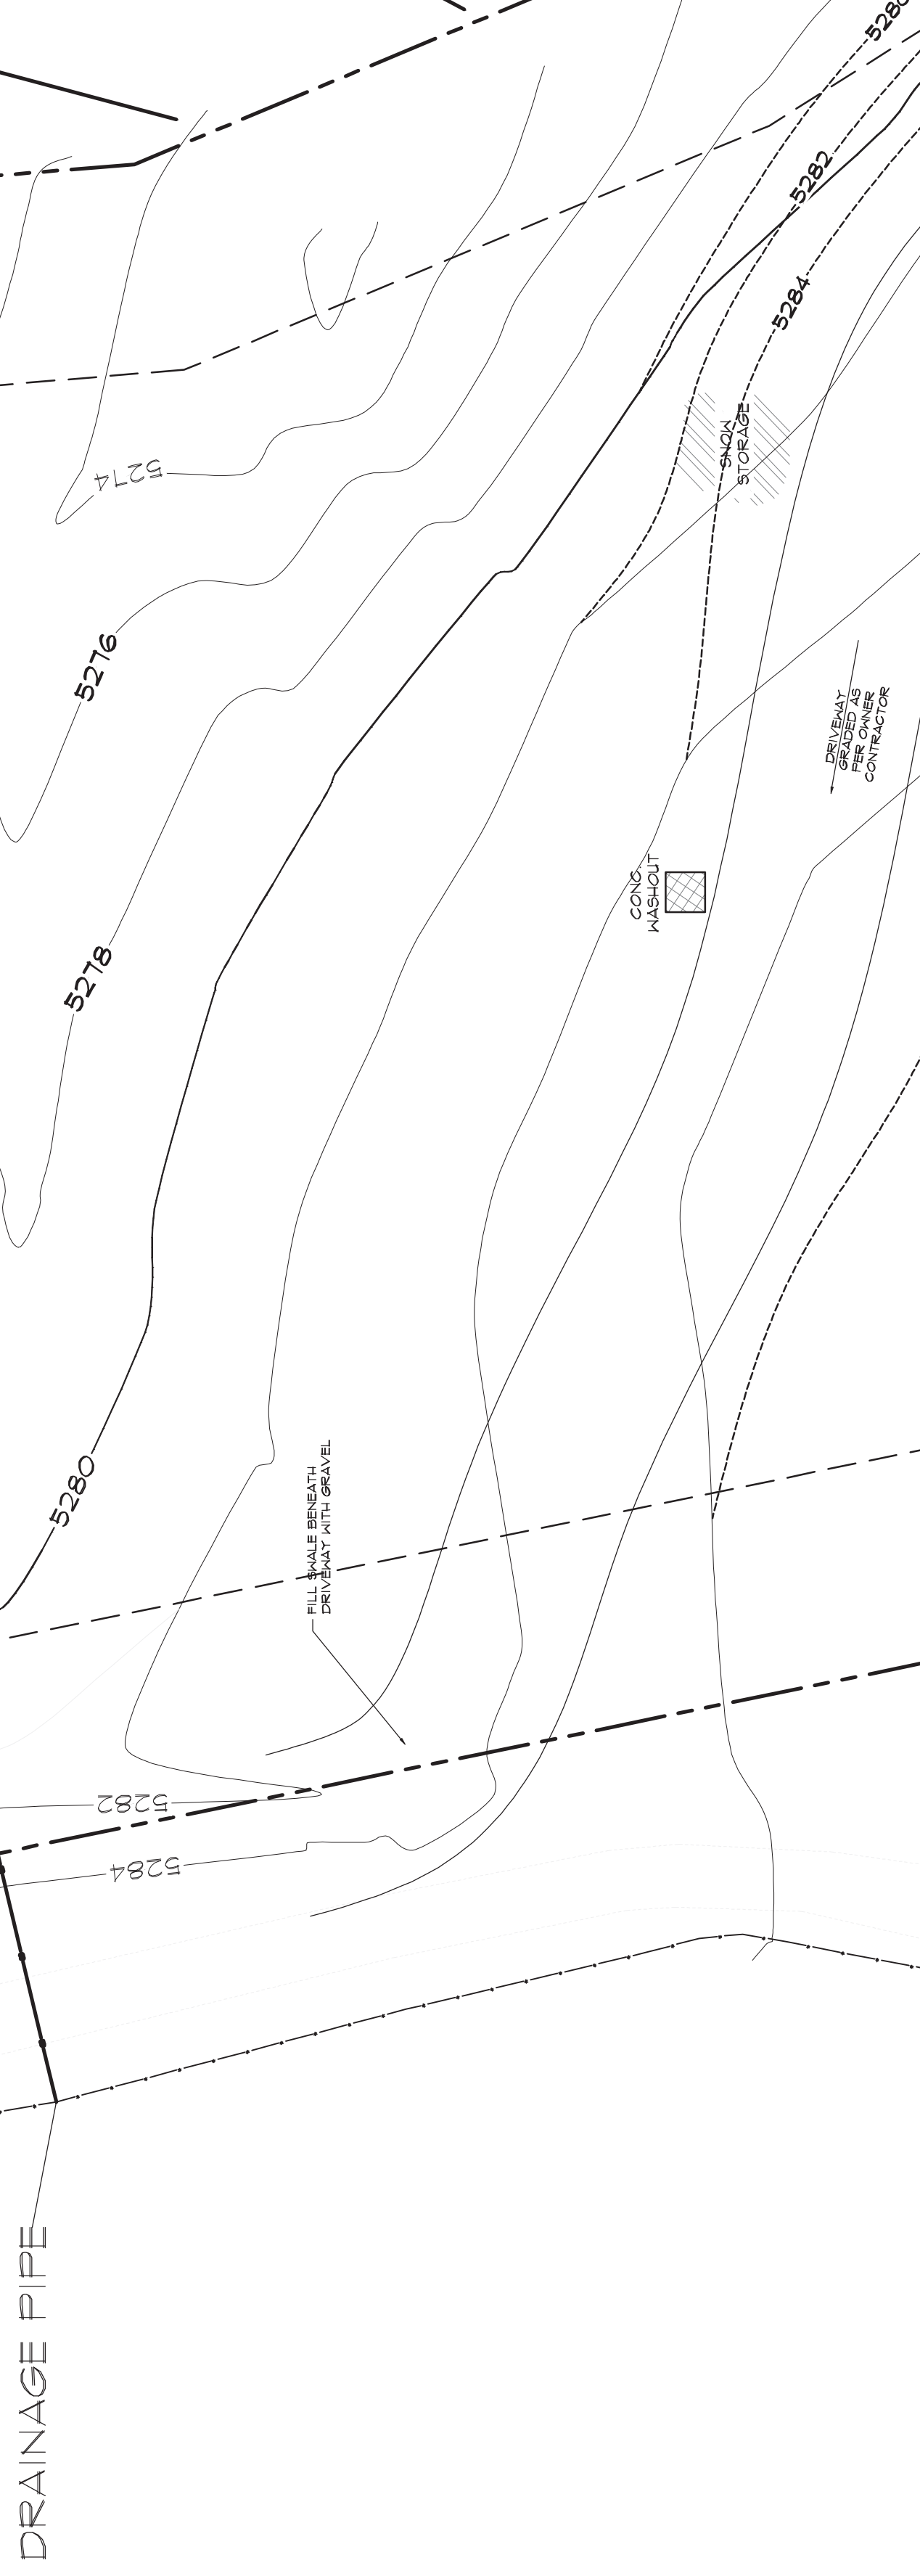 5280
5282
5284
SNOW
STORAGE
5274
5276
DRIVEWAY
GRADED AS
PER OWNER
CONTRACTOR
CONC.
WASHOUT
5278
5280
FILL SWALE BENEATH
DRIVEWAY WITH GRAVEL
5282
5284
DRAINAGE PIPE